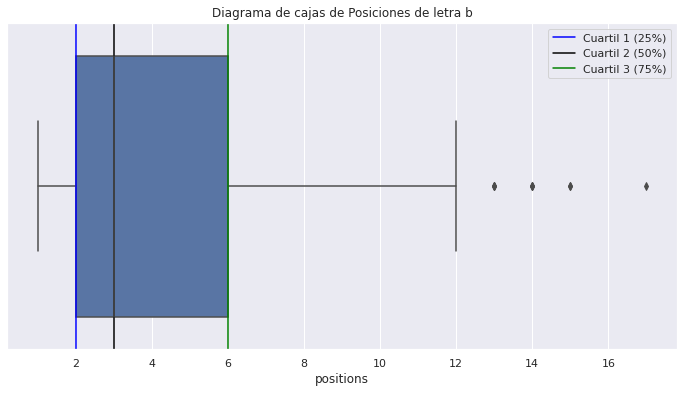 Diagrama de cajas de Posiciones de letra b
Cuartil 1 (25%)
Cuartil 2 (50%)
Cuartil 3 (75%)
2 4 6 8 10 12 14 16
positions